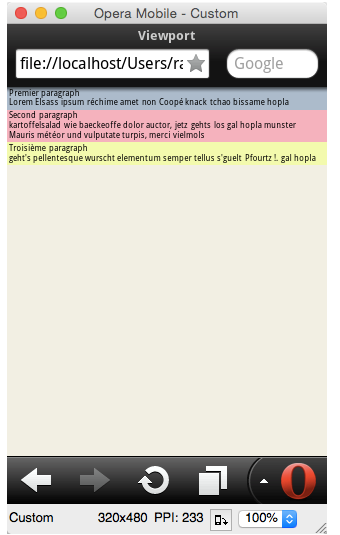 Opera Mobile - Custom
Viewport
file://localhost/Users/ra
Google
Premier paragraph
Lorem Elsass ipsum réchime amet non Coopé knack tchao bissame hopla
Second paragraph
kartoffelsalad wie baeckeoffe dolor auctor, jetz gehts los gal hopla munster
Mauris météor und vulputate turpis, merci vielmols
Troisième paragraph
geht's pellentesque wurscht elementum semper tellus s'guelt Pfourtz !. gal hopla
Custom 320x480 PPI: 233 100%